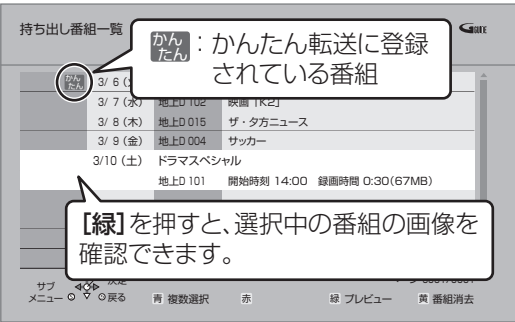 持ち出し番組一覧
G GUIDE
かんたん：かんたん転送に登録
されている番組
かんたん 3/ 6 (
3/ 7 (水) 地上D 102 映画「K2」
3/ 8 (木) 地上D 015 ザ・夕方ニュース
3/ 9 (金) 地上D 004 サッカー
3/10 (土) ドラマスペシャル
地上D 101 開始時刻 14:00 録画時間 0:30(67MB)
[緑]を押すと、選択中の番組の画像を
確認できます。
サブ
メニュー 戻る 青 複数選択 赤 緑 プレビュー 黄 番組消去